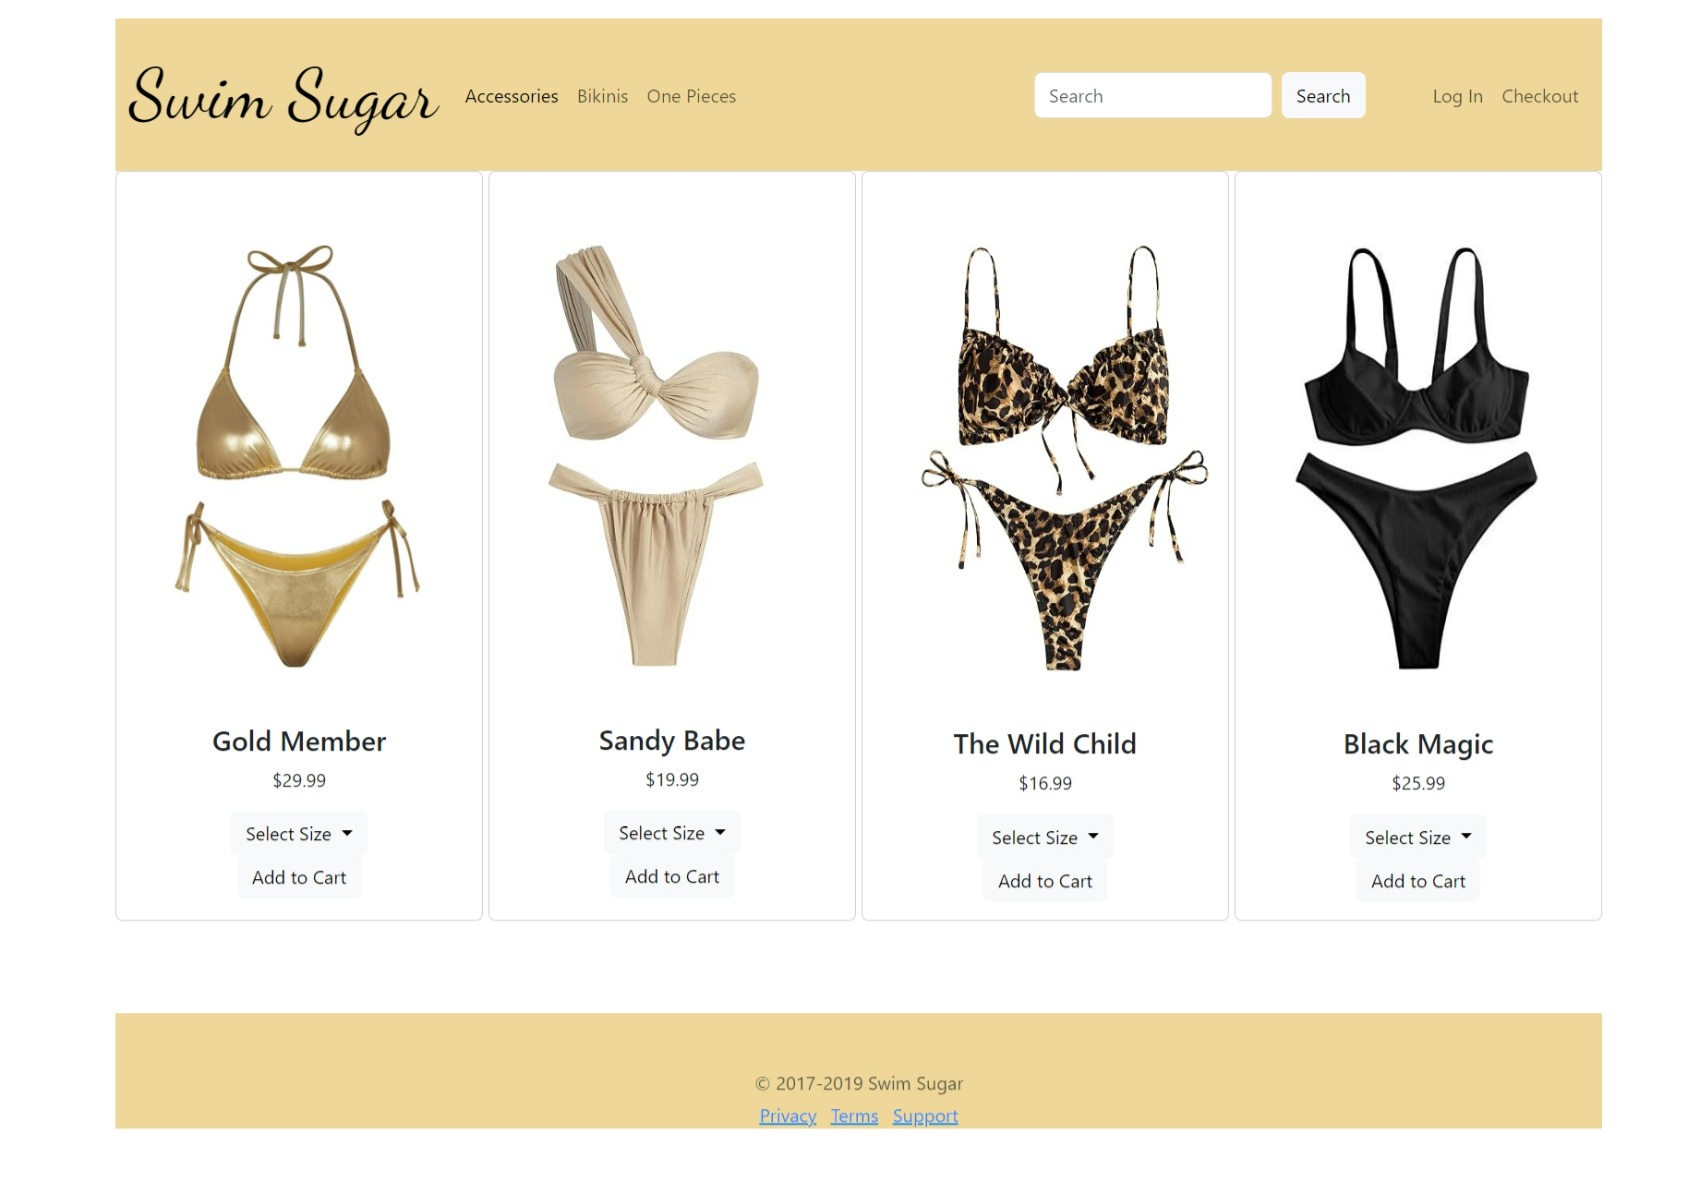 Swim Sugar Accessories Bikinis One Pieces Search Search Log In Checkout
Gold Member
$29.99
Select Size
Add to Cart
Sandy Babe
$19.99
Select Size
Add to Cart
The Wild Child
$16.99
Select Size
Add to Cart
Black Magic
$25.99
Select Size
Add to Cart
© 2017-2019 Swim Sugar
Privacy Terms Support